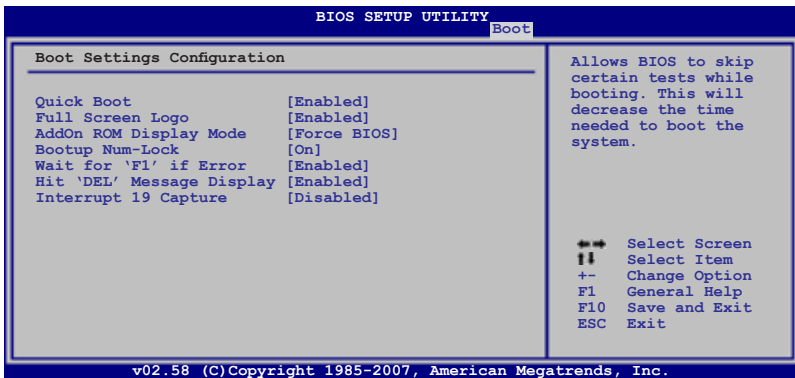 BIOS SETUP UTILITY
Boot
Boot Settings Configuration
Quick Boot [Enabled]
Full Screen Logo [Enabled]
AddOn ROM Display Mode [Force BIOS]
Bootup Num-Lock [On]
Wait for ‘F1’ if Error [Enabled]
Hit ‘DEL’ Message Display [Enabled]
Interrupt 19 Capture [Disabled]
Allows BIOS to skip
certain tests while
booting. This will
decrease the time
needed to boot the
system.
←→ Select Screen
↑↓ Select Item
+- Change Option
F1 General Help
F10 Save and Exit
ESC Exit
v02.58 (C)Copyright 1985-2007, American Megatrends, Inc.